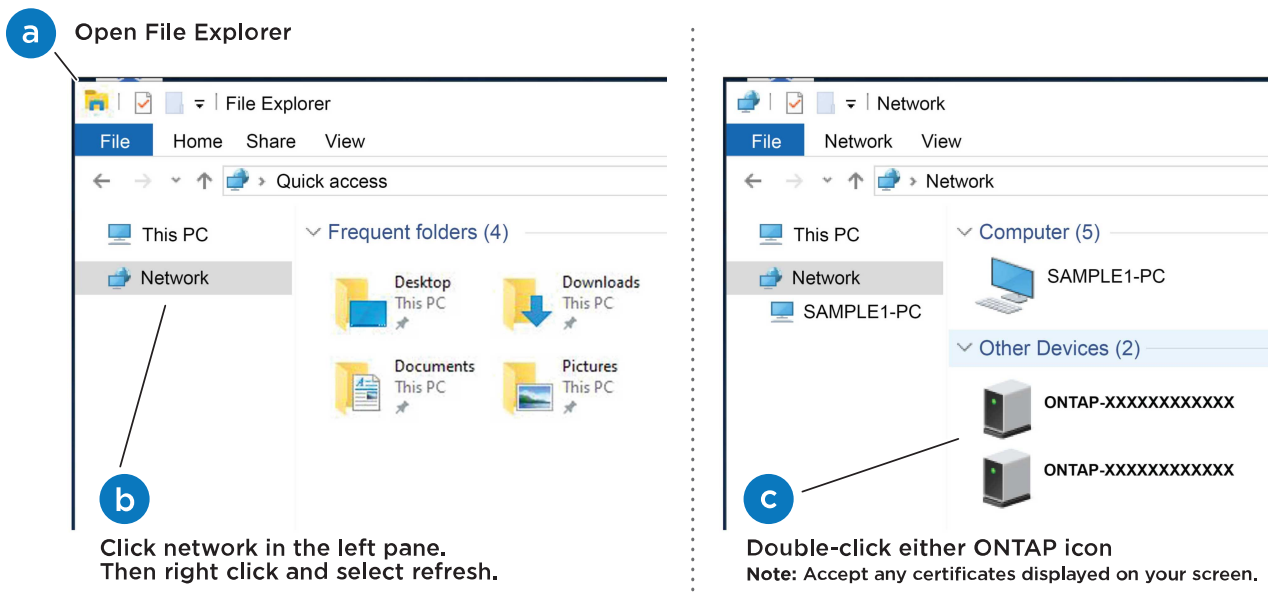 a
Open File Explorer
File Explorer
File Home Share View
Quick access
This PC
Network
Frequent folders (4)
Desktop
This PC
Downloads
This PC
Documents
This PC
Pictures
This PC
b
Click network in the left pane.
Then right click and select refresh.
Network
File Network View
Network
This PC
Network
SAMPLE1-PC
Computer (5)
SAMPLE1-PC
Other Devices (2)
ONTAP-XXXXXXXXXXXX
ONTAP-XXXXXXXXXXXX
c
Double-click either ONTAP icon
Note: Accept any certificates displayed on your screen.